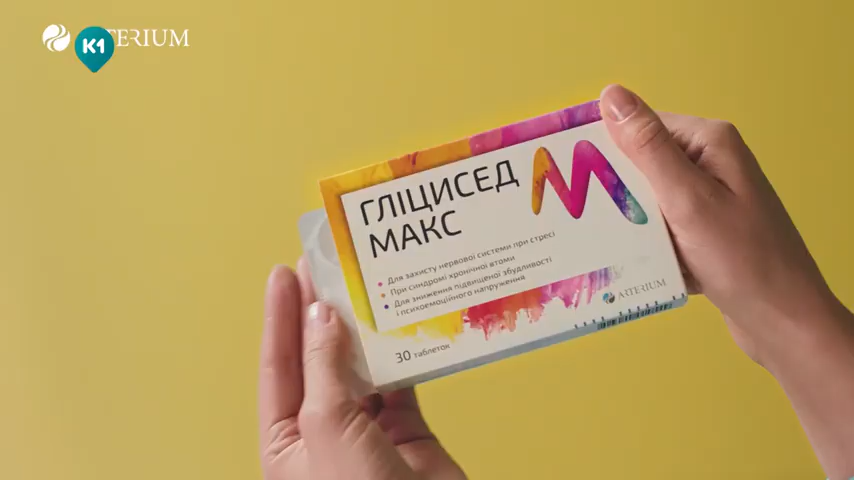 K1
TERIUM
ГЛІЦИСЕД
МАКС
M
Для захисту нервової системи при стресі
При синдромі хронічної втоми
Для зниження підвищеної збудливості
і психоемоційного напруження
ARTERIUM
30 таблеток